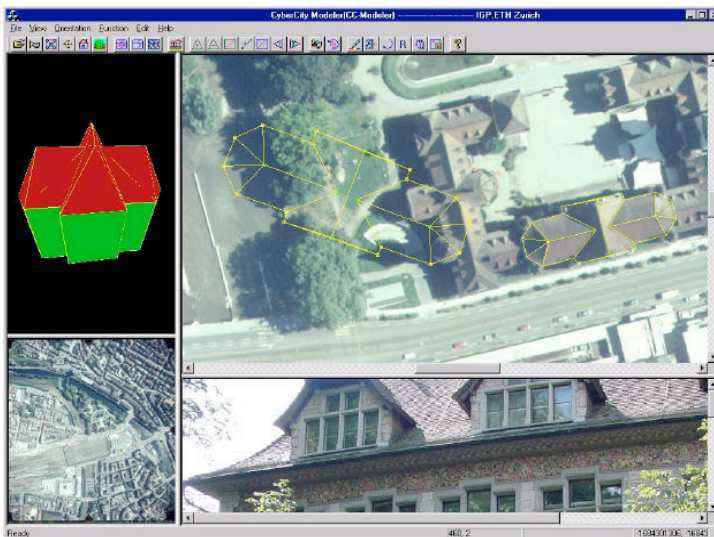 CyberCity Modeler(CC-Modeler) ---------------- IGP.ETH Zurich
File View Orientation Function Edit Help
R ?
Ready 460, 2